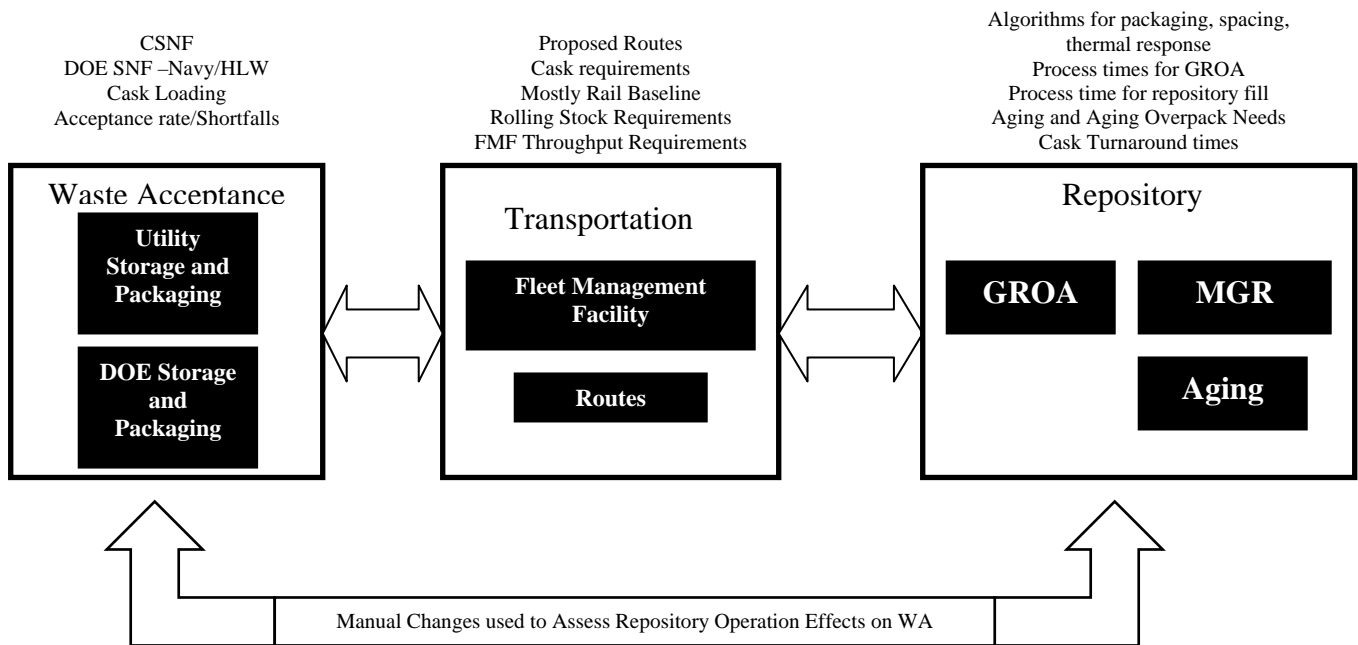 CSNF
DOE SNF –Navy/HLW
Cask Loading
Acceptance rate/Shortfalls
Proposed Routes
Cask requirements
Mostly Rail Baseline
Rolling Stock Requirements
FMF Throughput Requirements
Algorithms for packaging, spacing,
thermal response
Process times for GROA
Process time for repository fill
Aging and Aging Overpack Needs
Cask Turnaround times
Waste Acceptance
Utility
Storage and
Packaging
DOE Storage
and
Packaging
Transportation
Fleet Management
Facility
Routes
Repository
GROA
MGR
Aging
Manual Changes used to Assess Repository Operation Effects on WA